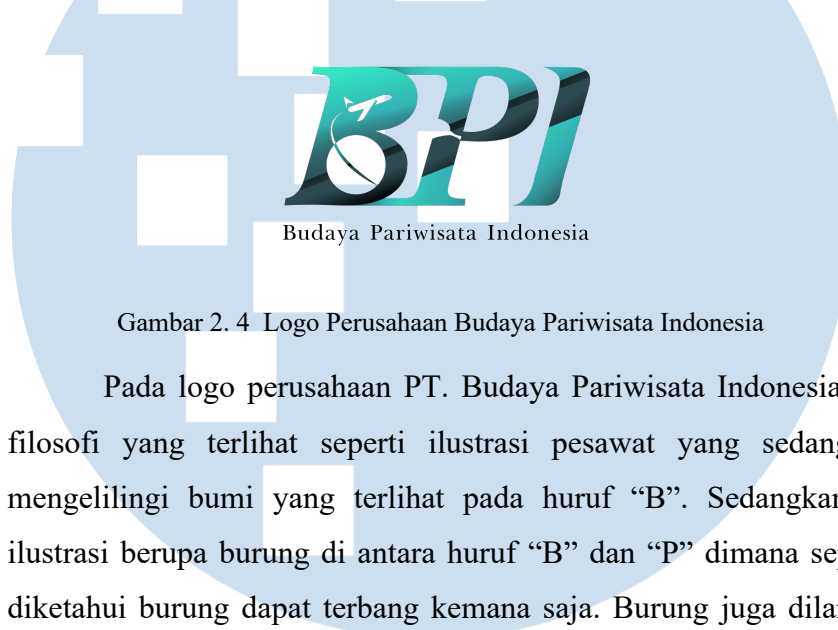 BPI
Budaya Pariwisata Indonesia
Gambar 2. 4 Logo Perusahaan Budaya Pariwisata Indonesia
Pada logo perusahaan PT. Budaya Pariwisata Indonesia
filosofi yang terlihat seperti ilustrasi pesawat yang sedang
mengelilingi bumi yang terlihat pada huruf “B”. Sedangkan
ilustrasi berupa burung di antara huruf “B” dan “P” dimana
diketahui burung dapat terbang kemana saja. Burung juga